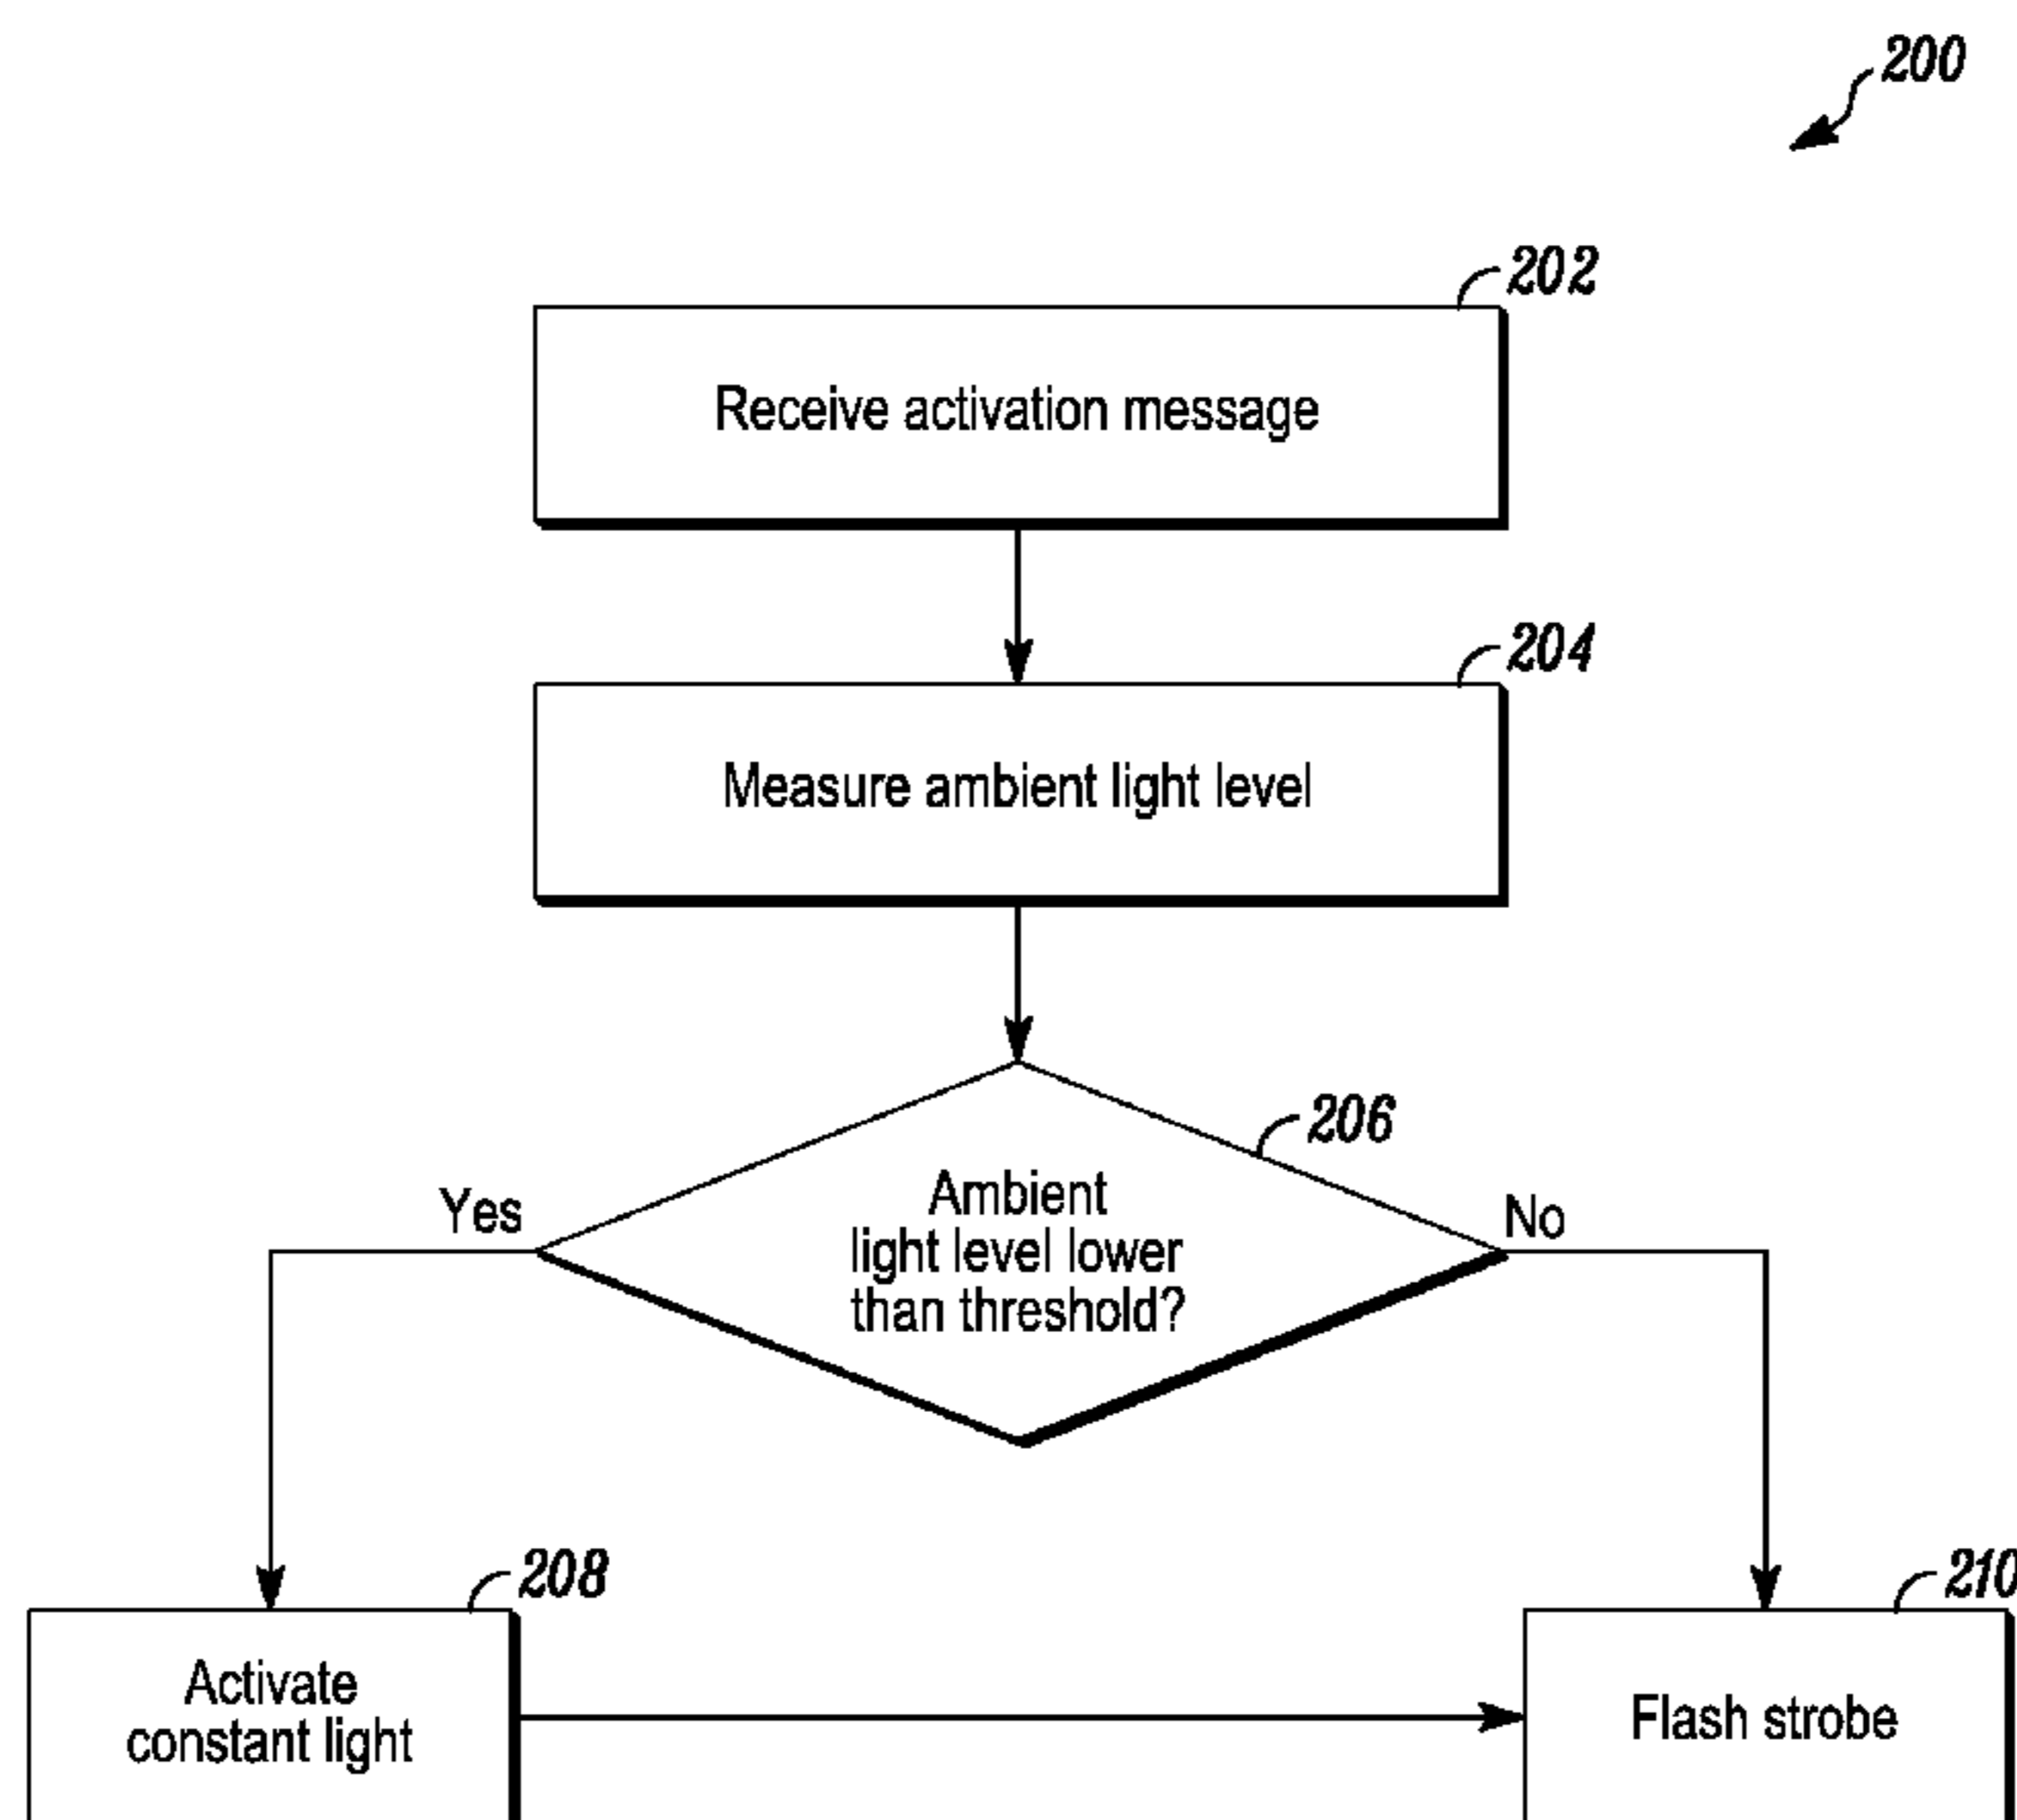 200
202
Receive activation message
204
Measure ambient light level
206
Yes
Ambient
light level lower
than threshold?
No
208
210
Activate
constant light
Flash strobe